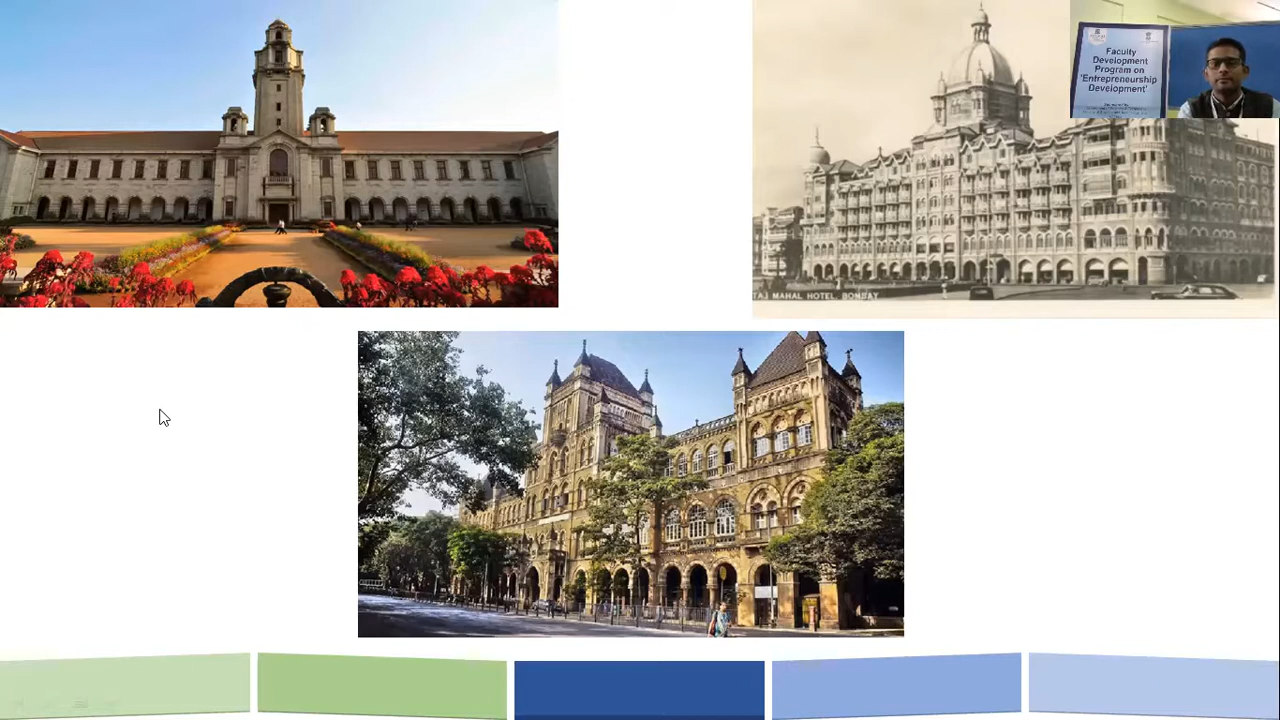 TAJ MAHAL HOTEL, BOMBAY
Faculty
Development
Program on
'Entrepreneurship
Development'